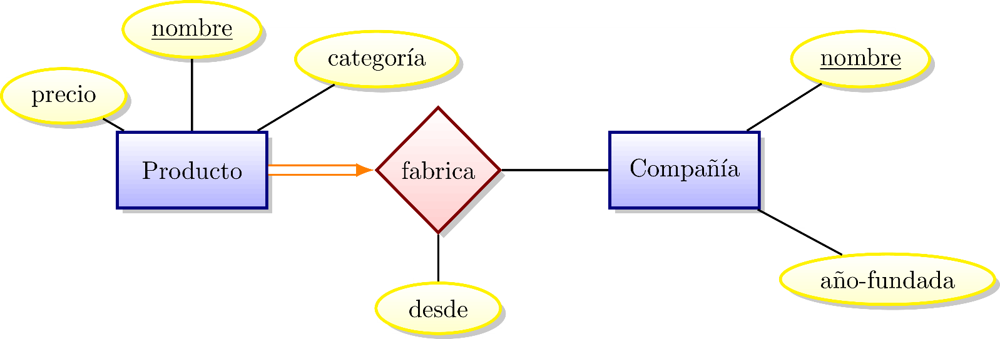 nombre
categoría
nombre
precio
Producto
fabrica
Compañía
año-fundada
desde